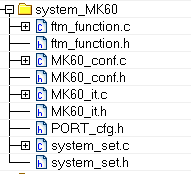 system_MK60
ftm_function.c
ftm_function.h
MK60_conf.c
MK60_conf.h
MK60_it.c
MK60_it.h
PORT_cfg.h
system_set.c
system_set.h